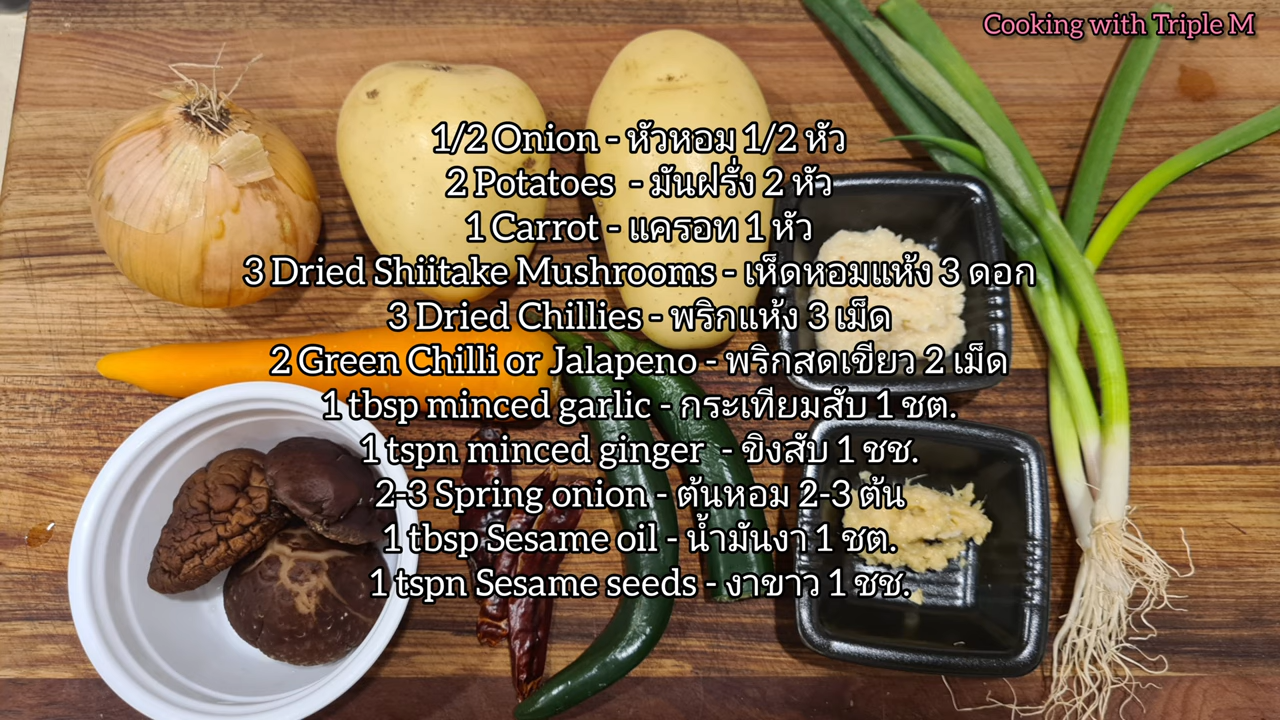 Cooking with Triple M
1/2 Onion - หัวหอม 1/2 หัว
2 Potatoes - มันฝรั่ง 2 หัว
1 Carrot - แครอท 1 หัว
3 Dried Shiitake Mushrooms - เห็ดหอมแห้ง 3 ดอก
3 Dried Chillies - พริกแห้ง 3 เม็ด
2 Green Chilli or Jalapeno - พริกสดเขียว 2 เม็ด
1 tbsp minced garlic - กระเทียมสับ 1 ชต.
1 tspn minced ginger - ขิงสับ 1 ชช.
2-3 Spring onion - ต้นหอม 2-3 ต้น
1 tbsp Sesame oil - น้ำมันงา 1 ชต.
1 tspn Sesame seeds - งาขาว 1 ชช.